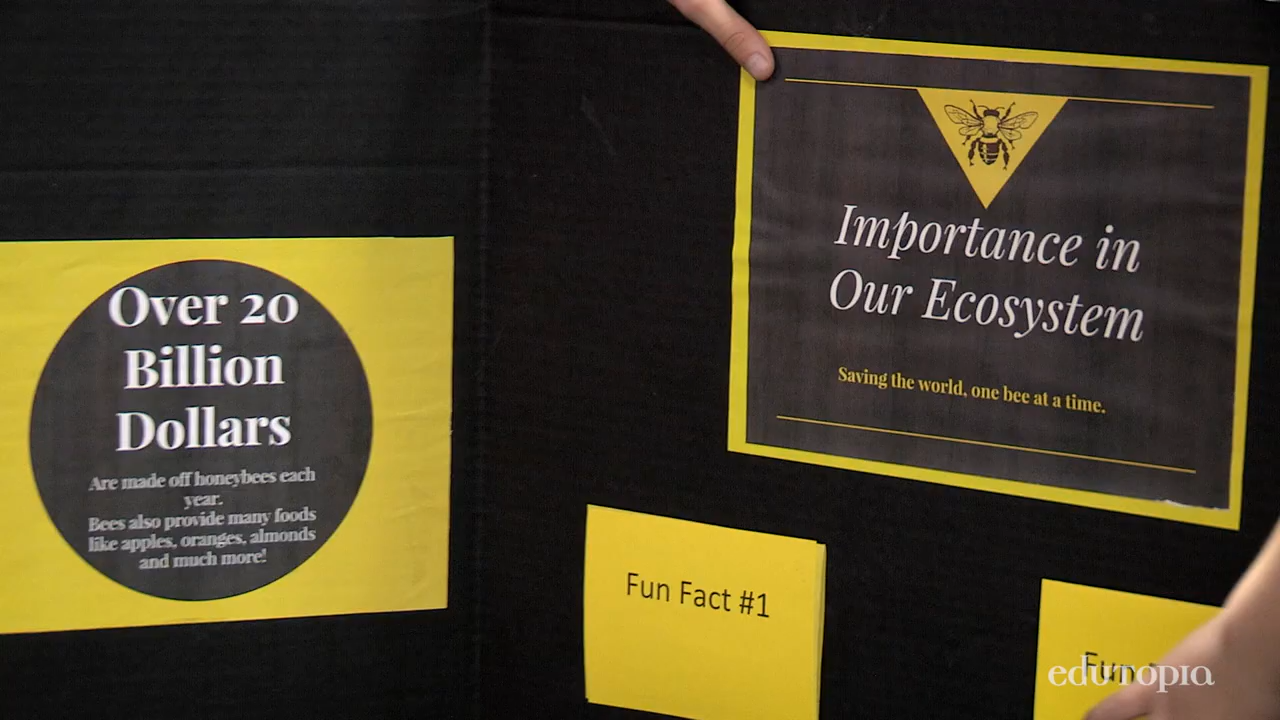 Over 20
Billion
Dollars
Are made off honeybees each
year.
Bees also provide many foods
like apples, oranges, almonds
and much more!
Importance in
Our Ecosystem
Saving the world, one bee at a time.
Fun Fact #1
Fun
edutopia